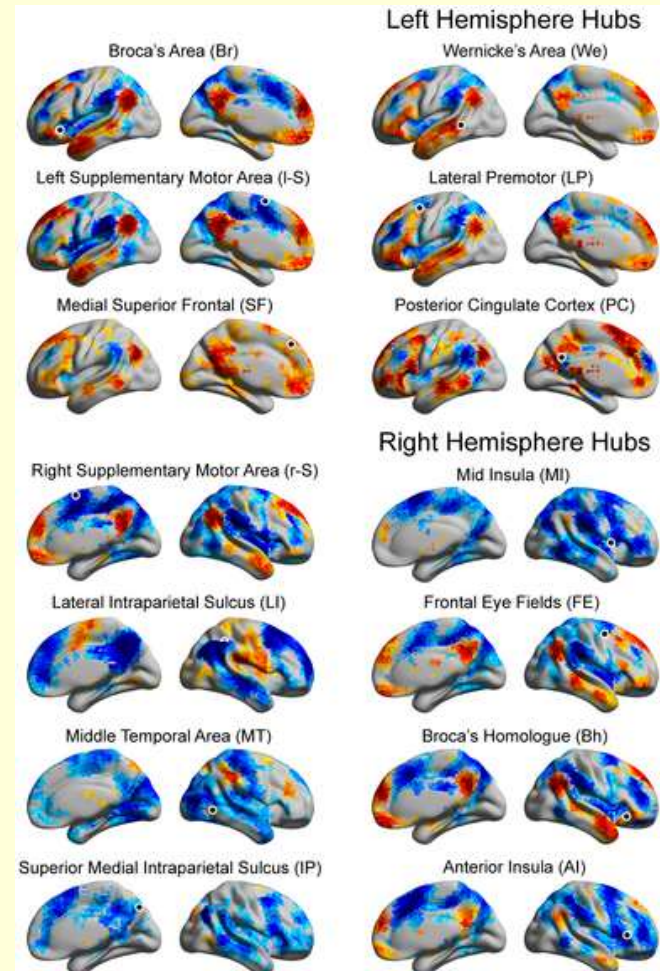 Left Hemisphere Hubs
Broca's Area (Br)
Wernicke's Area (We)
Left Supplementary Motor Area (l-S)
Lateral Premotor (LP)
Medial Superior Frontal (SF)
Posterior Cingulate Cortex (PC)
Right Hemisphere Hubs
Right Supplementary Motor Area (r-S)
Mid Insula (MI)
Lateral Intraparietal Sulcus (LI)
Frontal Eye Fields (FE)
Middle Temporal Area (MT)
Broca's Homologue (Bh)
Superior Medial Intraparietal Sulcus (IP)
Anterior Insula (AI)